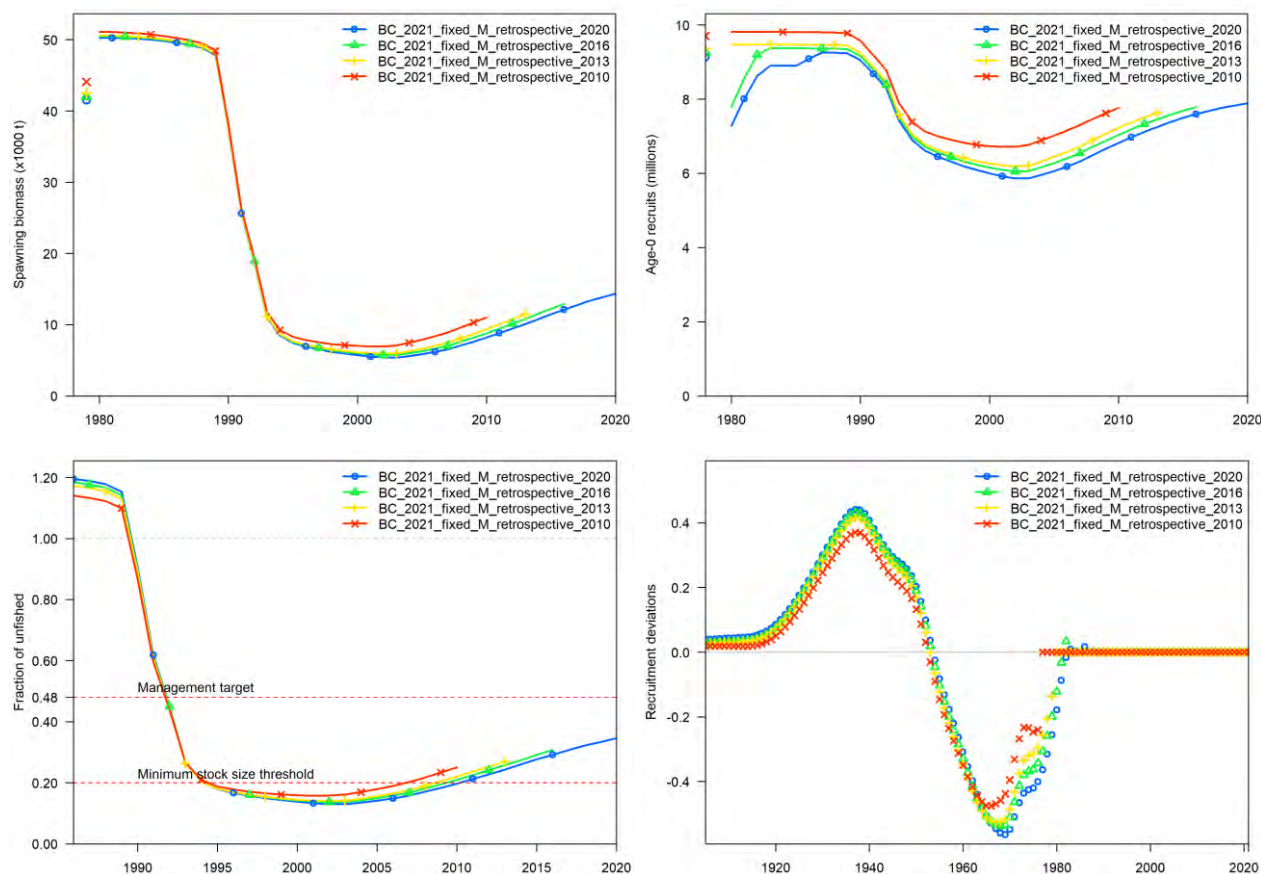 50
40
30
20
10
0
Spawning biomass (x1000 t)
BC_2021_fixed_M_retrospective_2020
BC_2021_fixed_M_retrospective_2016
BC_2021_fixed_M_retrospective_2013
BC_2021_fixed_M_retrospective_2010
1980 1990 2000 2010 2020
10
8
6
4
2
0
Age-0 recruits (millions)
BC_2021_fixed_M_retrospective_2020
BC_2021_fixed_M_retrospective_2016
BC_2021_fixed_M_retrospective_2013
BC_2021_fixed_M_retrospective_2010
1980 1990 2000 2010 2020
1.20
1.00
0.80
0.60
0.48
0.40
0.20
0.00
Fraction of unfished
BC_2021_fixed_M_retrospective_2020
BC_2021_fixed_M_retrospective_2016
BC_2021_fixed_M_retrospective_2013
BC_2021_fixed_M_retrospective_2010
Management target
Minimum stock size threshold
1990 1995 2000 2005 2010 2015 2020
0.4
0.2
0.0
-0.2
-0.4
Recruitment deviations
BC_2021_fixed_M_retrospective_2020
BC_2021_fixed_M_retrospective_2016
BC_2021_fixed_M_retrospective_2013
BC_2021_fixed_M_retrospective_2010
1920 1940 1960 1980 2000 2020